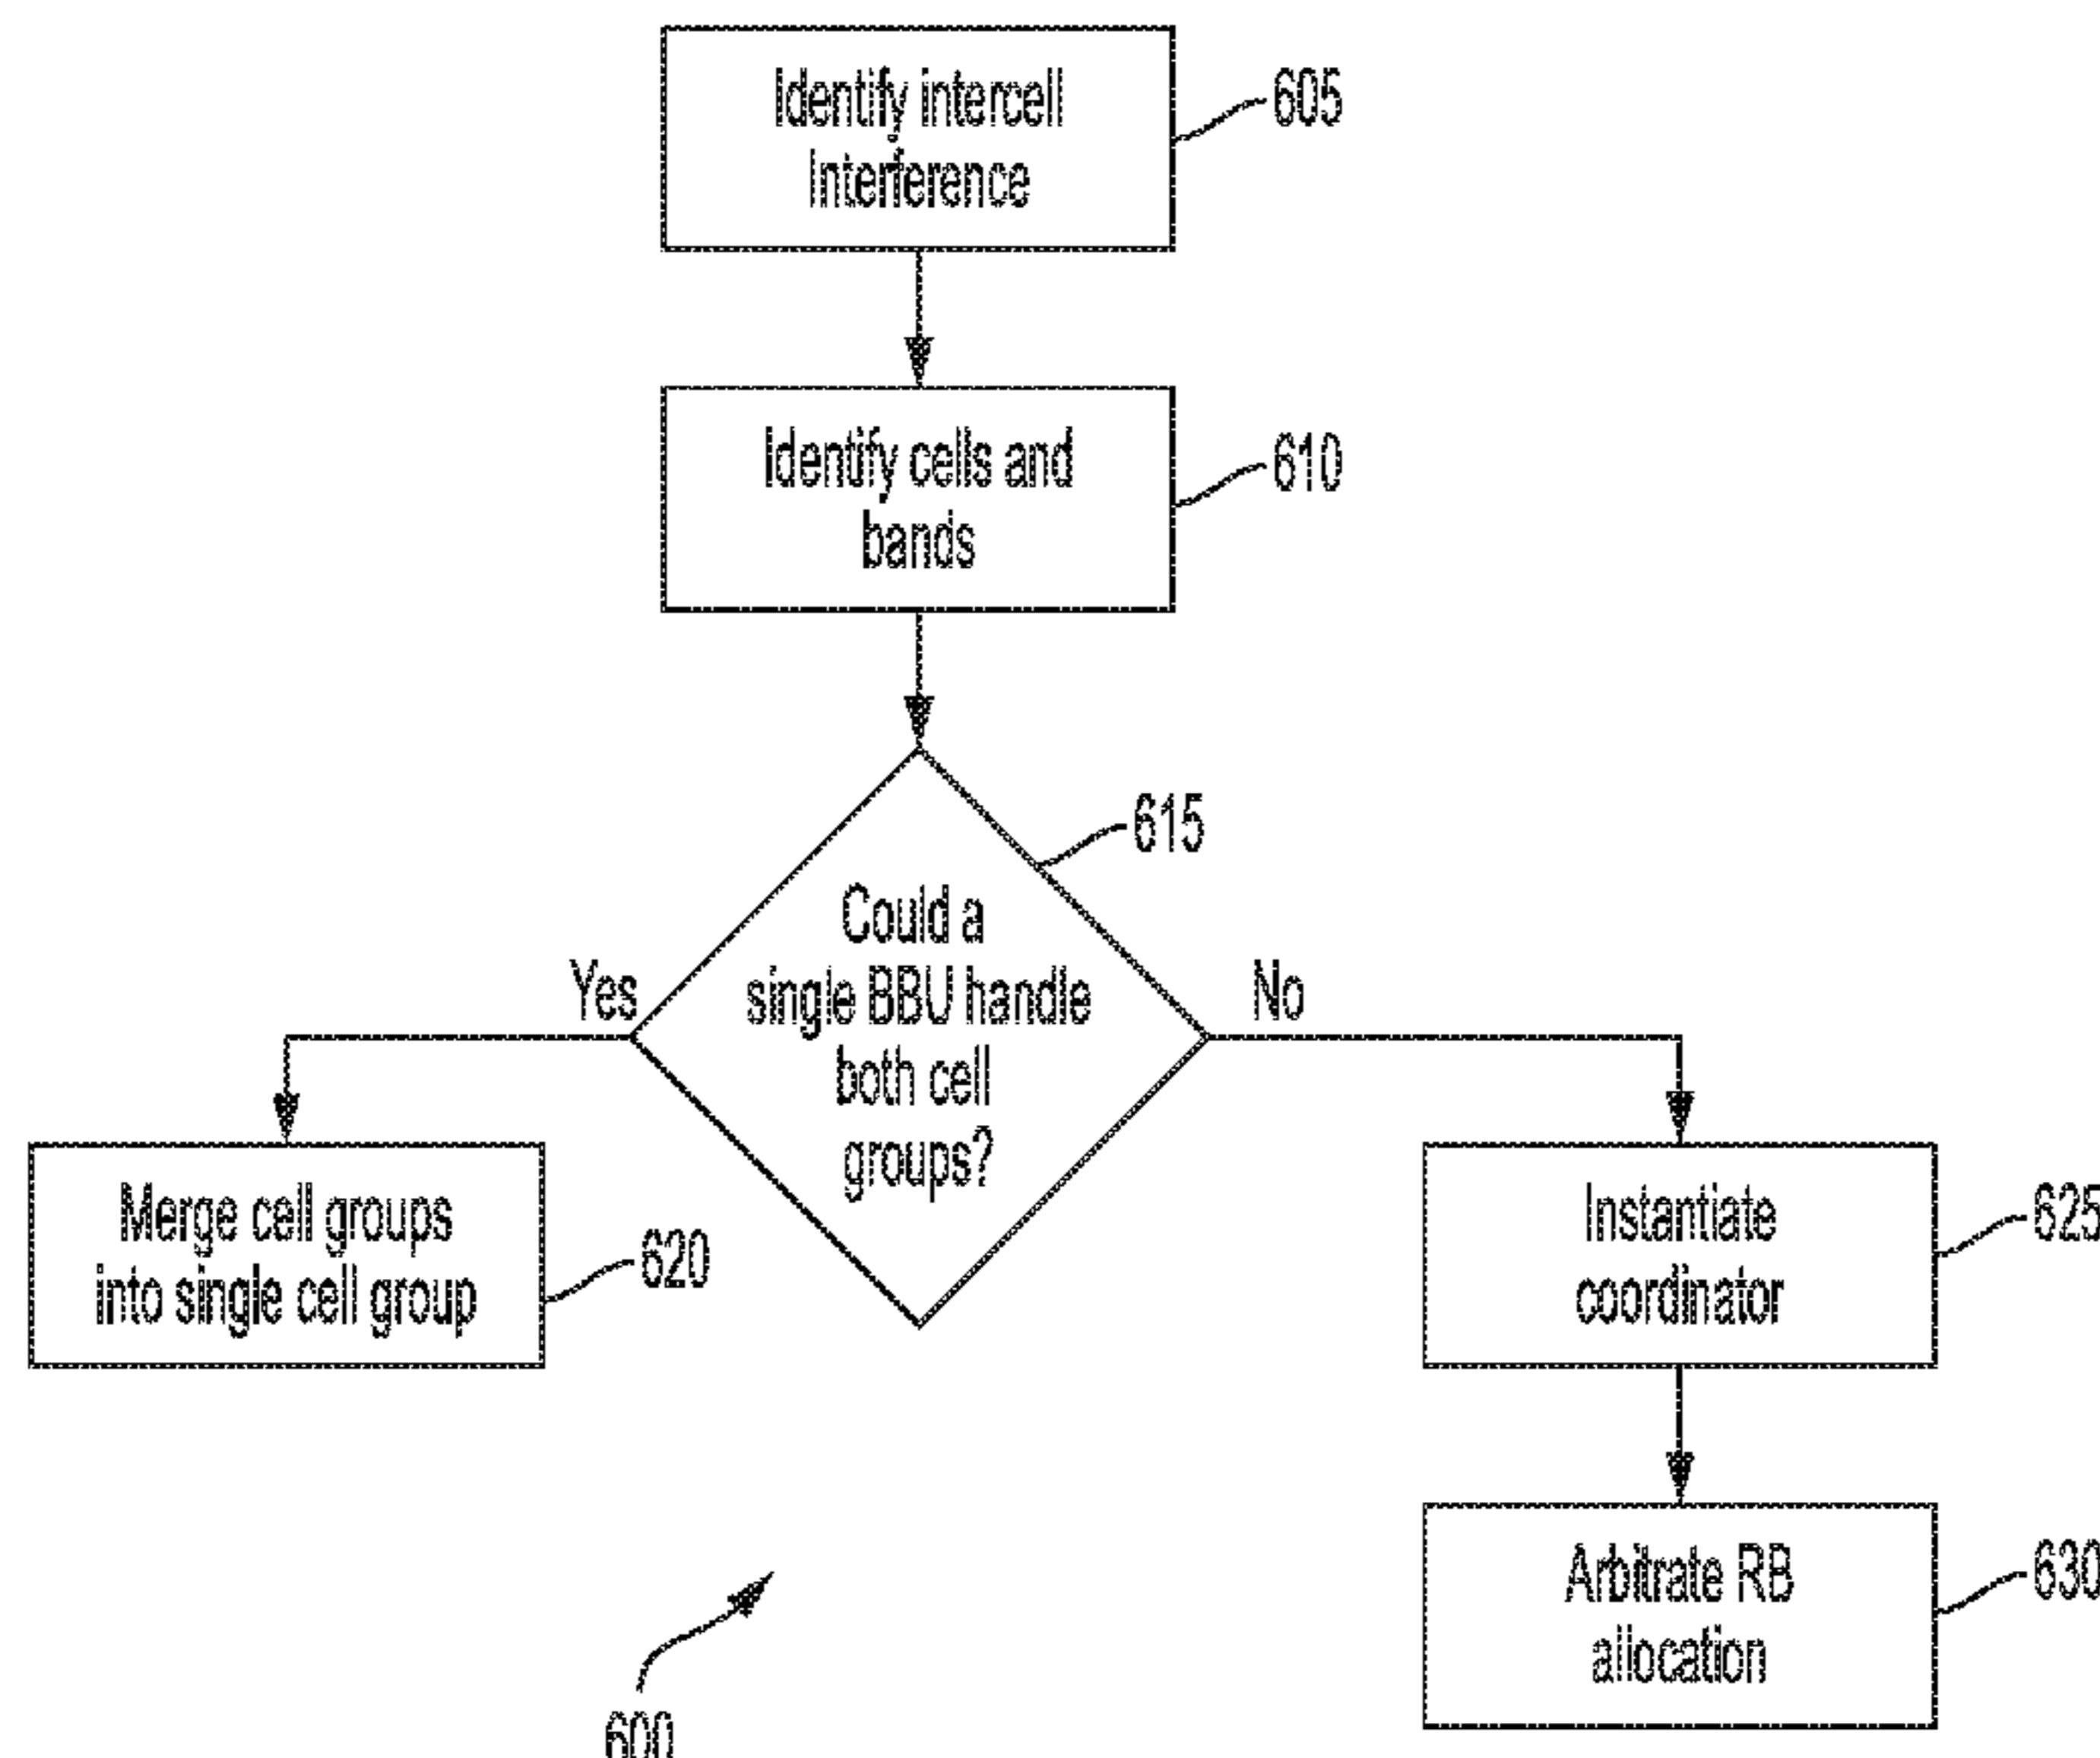 Identify intercell
Interference
605
Identify cells and
bands
610
615
Could a
single BBU handle
both cell
groups?
Yes
No
Merge cell groups
into single cell group
620
Instantiate
coordinator
625
Arbitrate RB
allocation
630
600